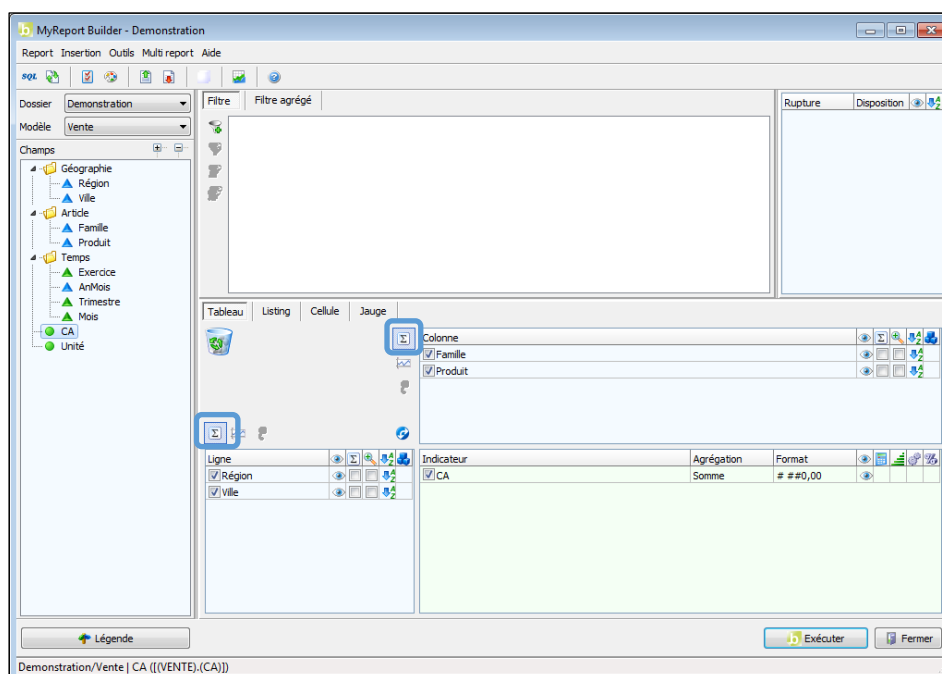 MyReport Builder - Demonstration
Report Insertion Outils Multi report Aide
SQL
Dossier Demonstration
Modèle Vente
Champs
Géographie
Région
Ville
Article
Famille
Produit
Temps
Exercice
AnMois
Trimestre
Mois
CA
Unité
Filtre Filtre agrégé
Rupture Disposition
Tableau Listing Cellule Jauge
Σ Colonne Σ
Famille
Produit
Σ
Ligne Σ
Région
Ville
Indicateur Agrégation Format %
CA Somme # ##0,00
Légende
Exécuter Fermer
Demonstration/Vente | CA ([(VENTE).(CA)])